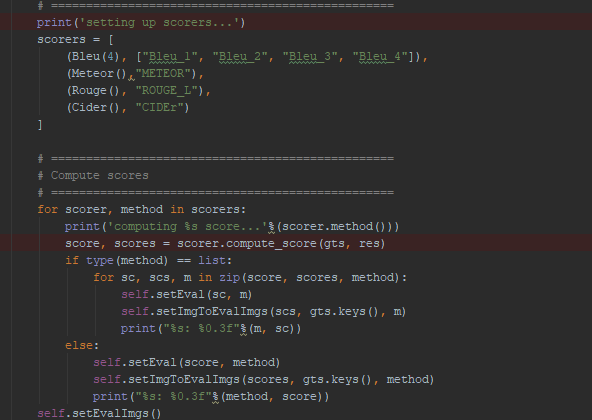 # =================================================
print('setting up scorers...')
scorers = [
    (Bleu(4), ["Bleu_1", "Bleu_2", "Bleu_3", "Bleu_4"]),
    (Meteor(),"METEOR"),
    (Rouge(), "ROUGE_L"),
    (Cider(), "CIDEr")
]
# =================================================
# Compute scores
# =================================================
for scorer, method in scorers:
    print('computing %s score...'%(scorer.method()))
    score, scores = scorer.compute_score(gts, res)
    if type(method) == list:
        for sc, scs, m in zip(score, scores, method):
            self.setEval(sc, m)
            self.setImgToEvalImgs(scs, gts.keys(), m)
            print("%s: %0.3f"%(m, sc))
    else:
        self.setEval(score, method)
        self.setImgToEvalImgs(scores, gts.keys(), method)
        print("%s: %0.3f"%(method, score))
self.setEvalImgs()